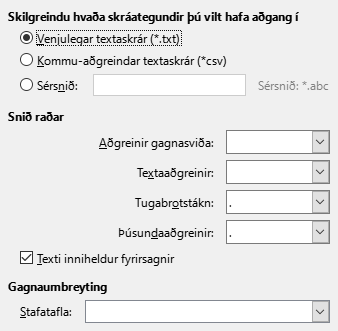 Skilgreindu hvaða skráategundir þú vilt hafa aðgang í
Venjulegar textaskrár (*.txt)
Kommu-aðgreindar textaskrár (*csv)
Sérsnið: Sérsnið: *.abc
Snið raðar
Aðgreinir gagnasviða:
Textaaðgreinir:
Tugabrotstákn: .
Þúsundaaðgreinir: .
Texti inniheldur fyrirsagnir
Gagnaumbreyting
Stafatafla: